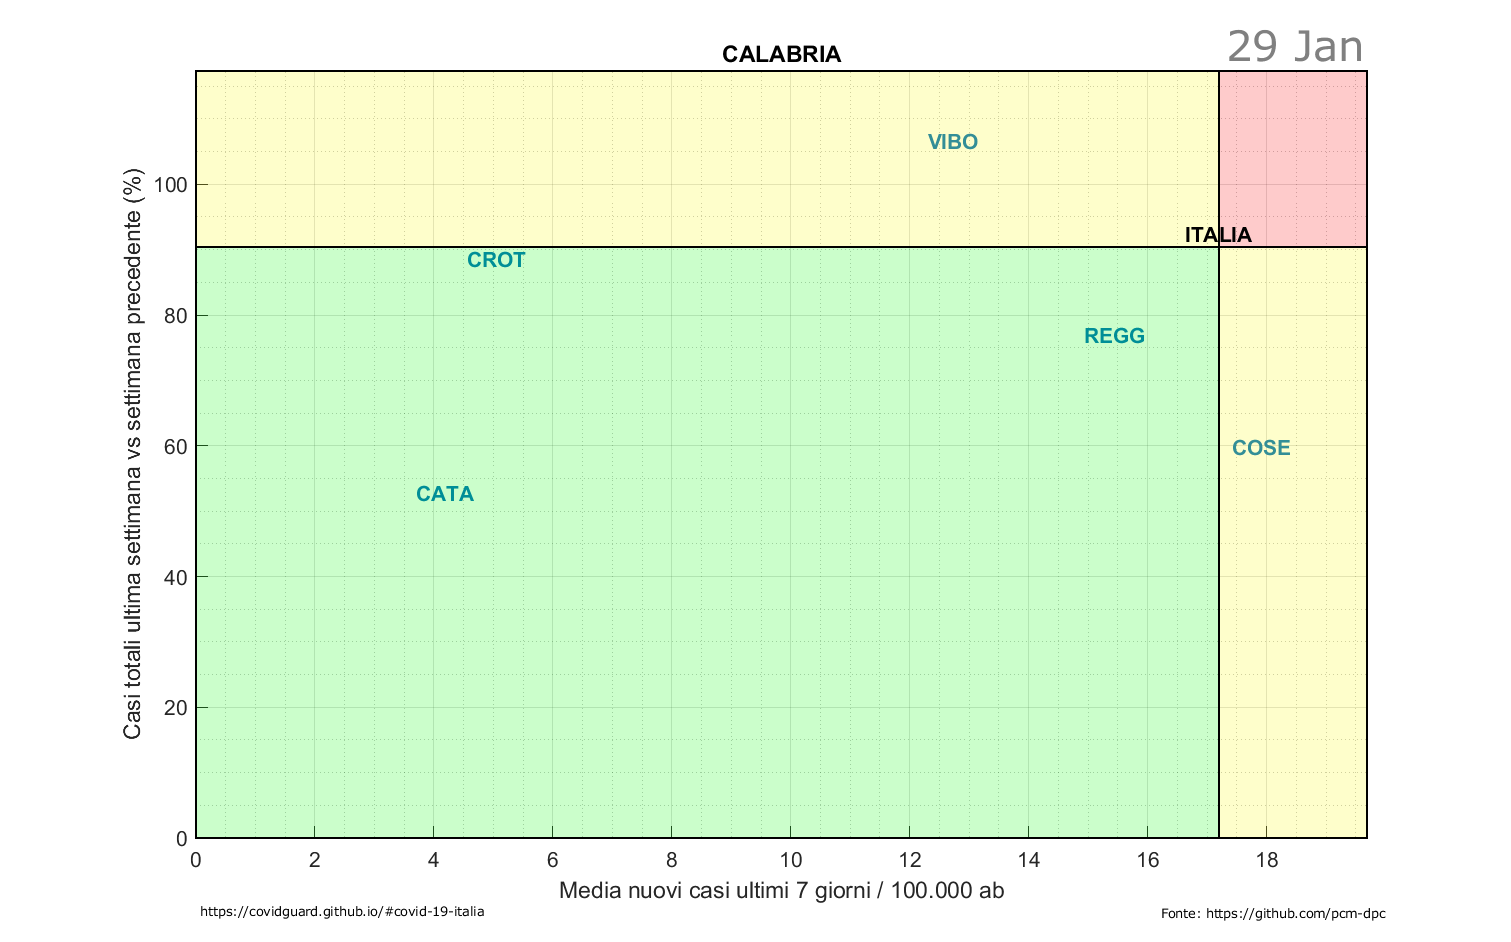 29 Jan
CALABRIA
VIBO
100
ITALIA
CROT
80
REGG
60
COSE
CATA
40
20
0
0 2 4 6 8 10 12 14 16 18
Casi totali ultima settimana vs settimana precedente (%)
Media nuovi casi ultimi 7 giorni / 100.000 ab
https://covidguard.github.io/#covid-19-italia
Fonte: https://github.com/pcm-dpc